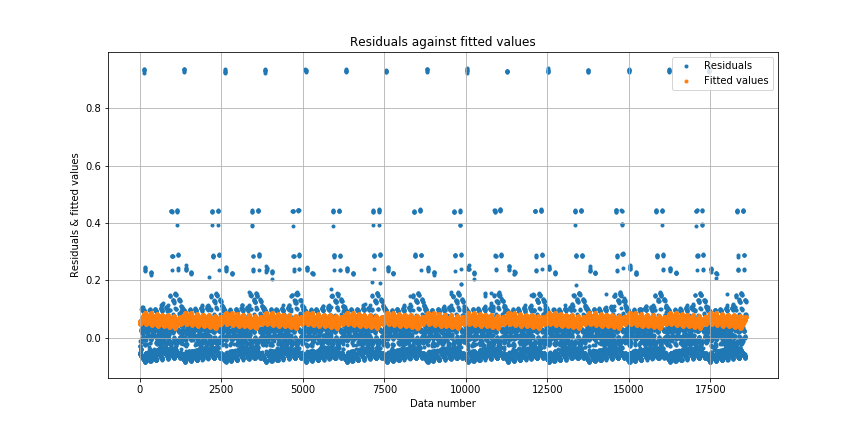 Residuals against fitted values
Residuals
Fitted values
Residuals & fitted values
0.8
0.6
0.4
0.2
0.0
0
2500
5000
7500
10000
12500
15000
17500
Data number